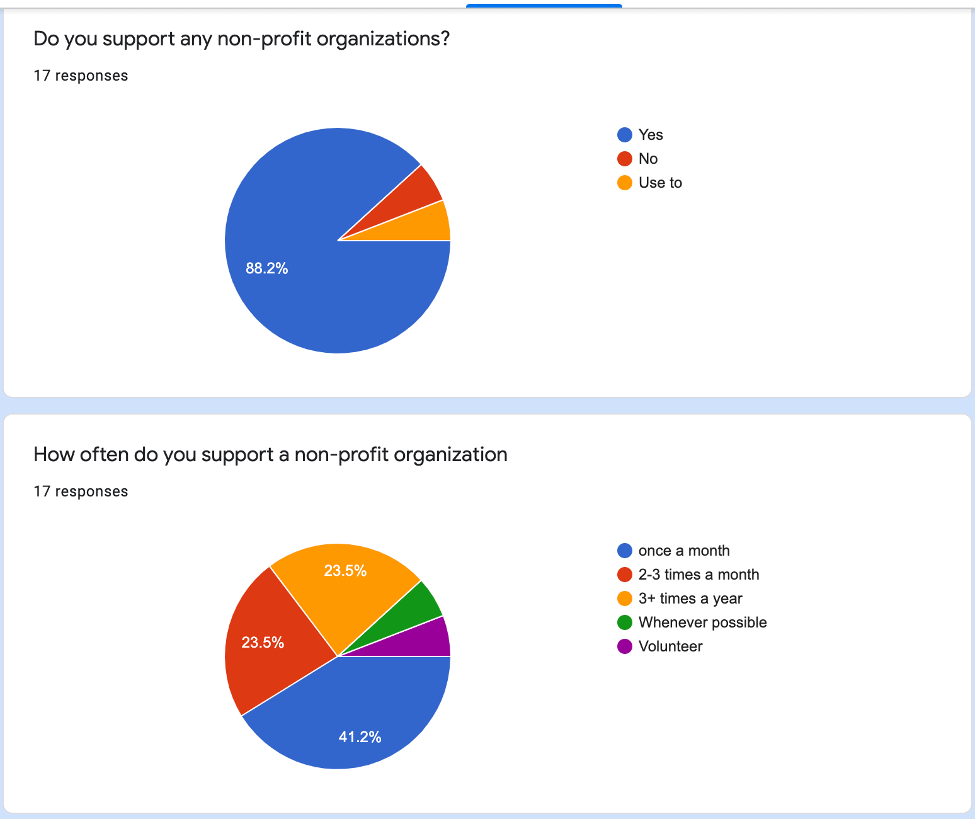 Do you support any non-profit organizations?
17 responses
Yes
No
Use to
88.2%
How often do you support a non-profit organization
17 responses
once a month
2-3 times a month
3+ times a year
Whenever possible
Volunteer
23.5%
23.5%
41.2%